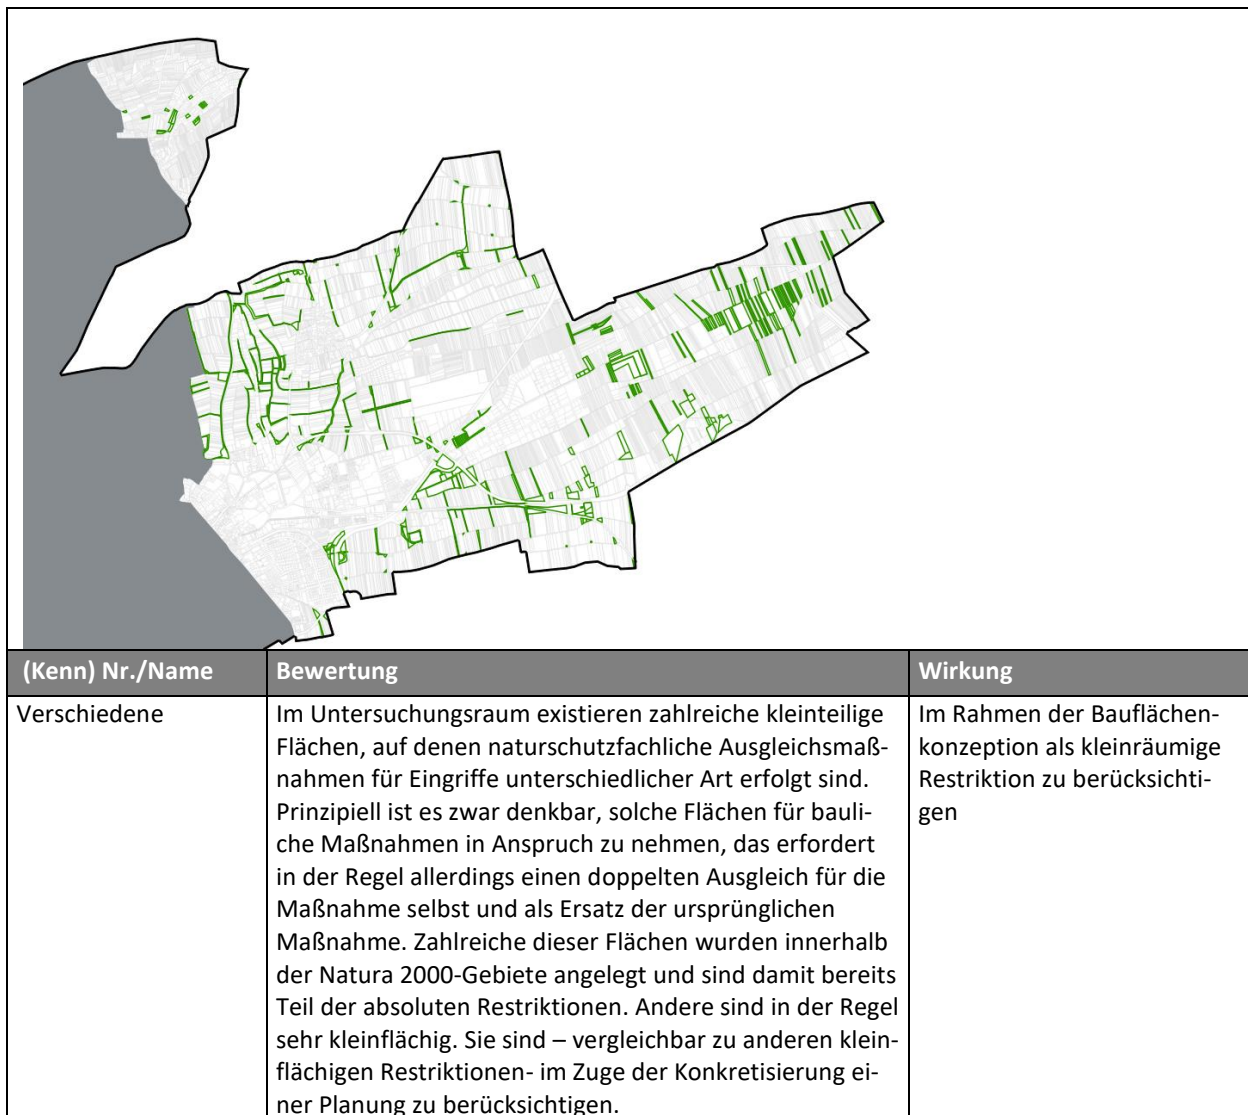 (Kenn) Nr./Name Bewertung Wirkung
Verschiedene
Im Untersuchungsraum existieren zahlreiche kleinteilige
Flächen, auf denen naturschutzfachliche Ausgleichsmaß-
nahmen für Eingriffe unterschiedlicher Art erfolgt sind.
Prinzipiell ist es zwar denkbar, solche Flächen für bauli-
che Maßnahmen in Anspruch zu nehmen, das erfordert
in der Regel allerdings einen doppelten Ausgleich für die
Maßnahme selbst und als Ersatz der ursprünglichen
Maßnahme. Zahlreiche dieser Flächen wurden innerhalb
der Natura 2000-Gebiete angelegt und sind damit bereits
Teil der absoluten Restriktionen. Andere sind in der Regel
sehr kleinflächig. Sie sind – vergleichbar zu anderen klein-
flächigen Restriktionen- im Zuge der Konkretisierung ei-
ner Planung zu berücksichtigen.
Im Rahmen der Bauflächen-
konzeption als kleinräumige
Restriktion zu berücksichti-
gen